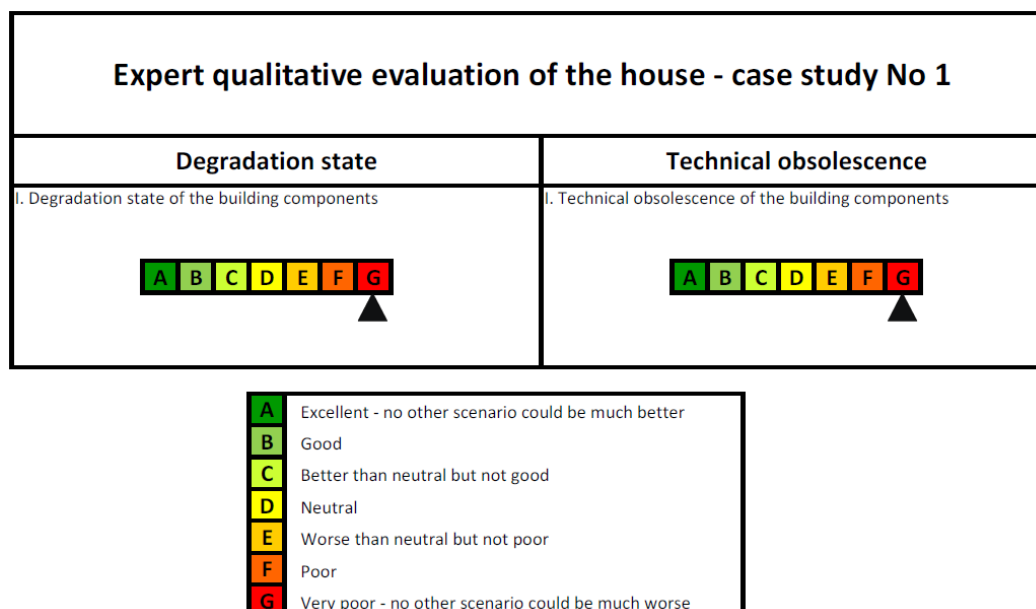 Expert qualitative evaluation of the house - case study No 1
Degradation state
Technical obsolescence
I. Degradation state of the building components
A B C D E F G
I. Technical obsolescence of the building components
A B C D E F G
A Excellent - no other scenario could be much better
B Good
C Better than neutral but not good
D Neutral
E Worse than neutral but not poor
F Poor
G Very poor - no other scenario could be much worse